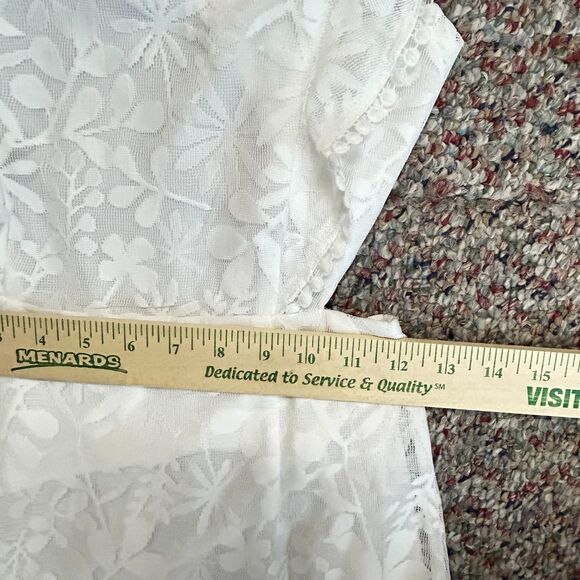 3 4 5 6 7 8 9 10 11 12 13 14 15
MENARDS
Dedicated to Service & Quality SM
VISIT